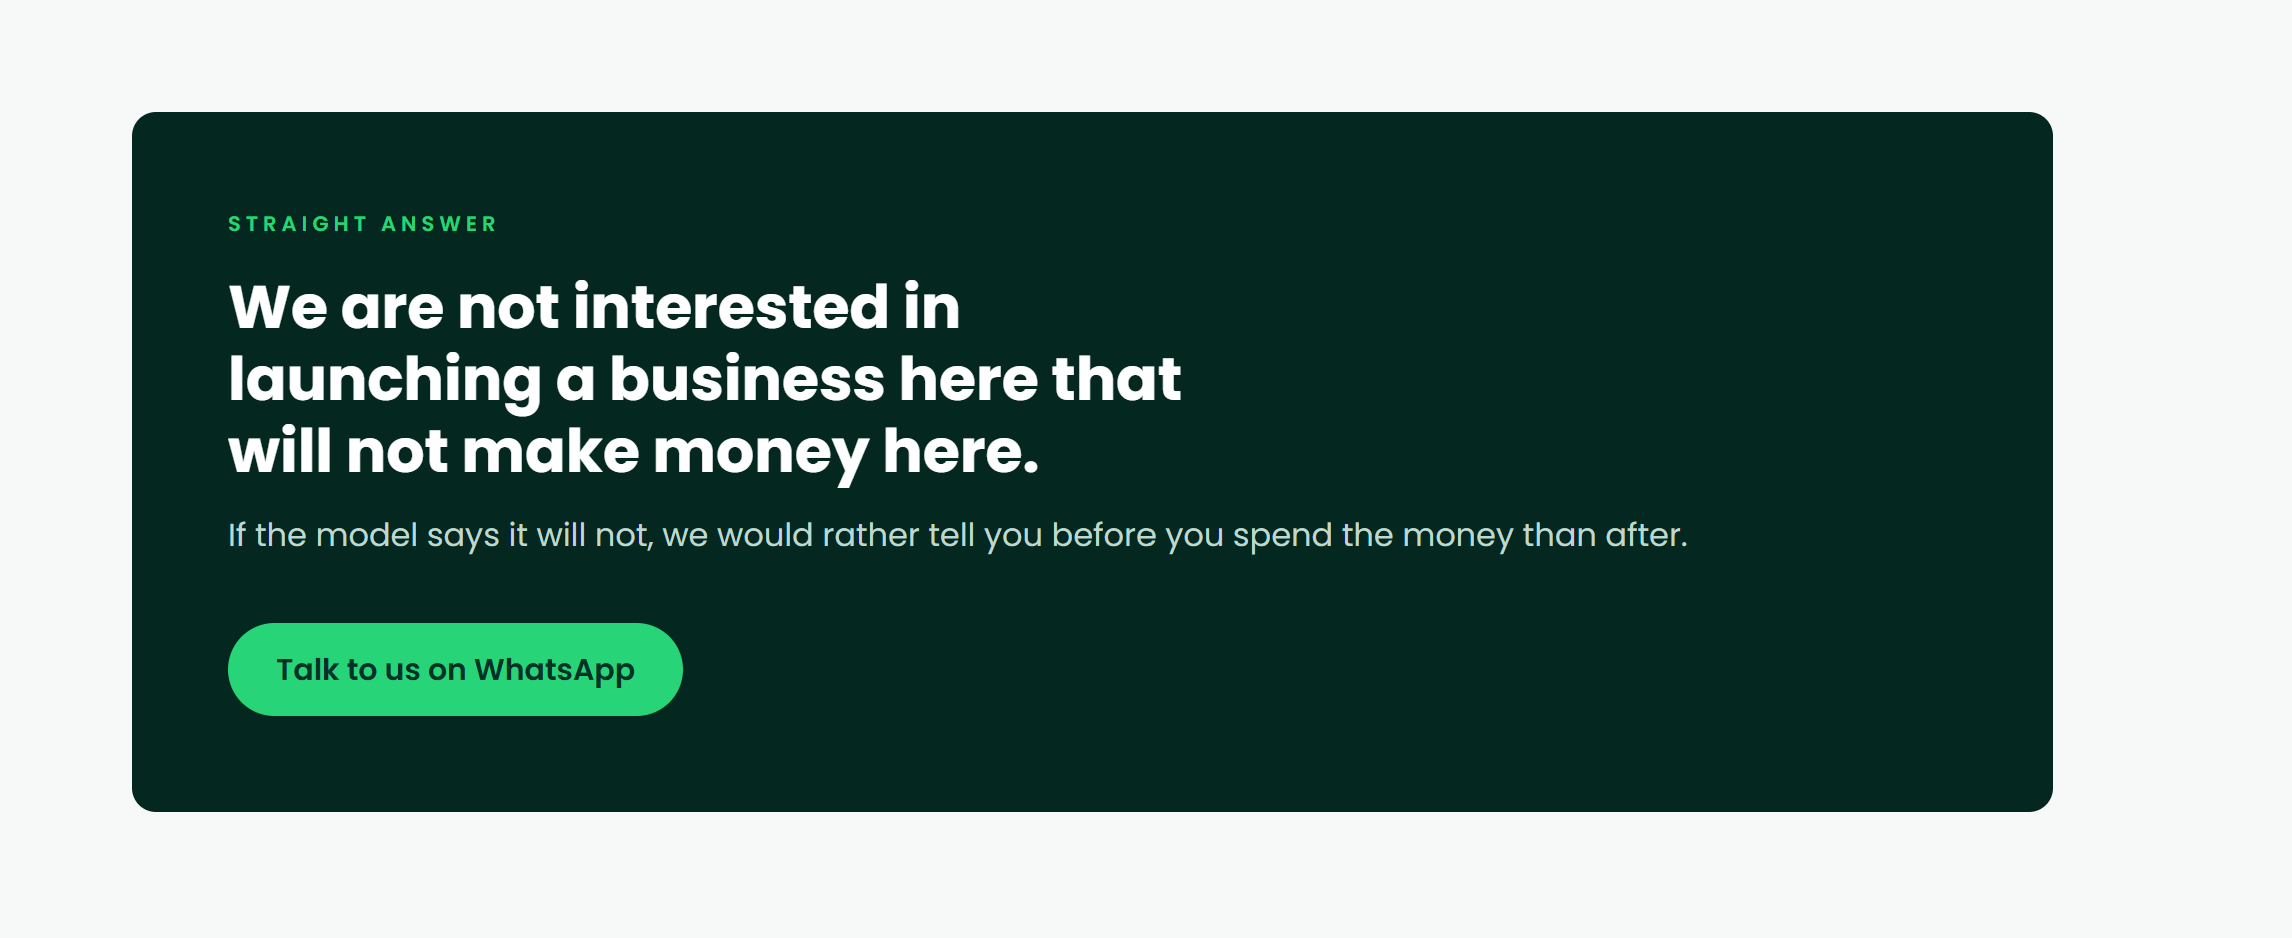 STRAIGHT ANSWER
We are not interested in
launching a business here that
will not make money here.
If the model says it will not, we would rather tell you before you spend the money than after.
Talk to us on WhatsApp